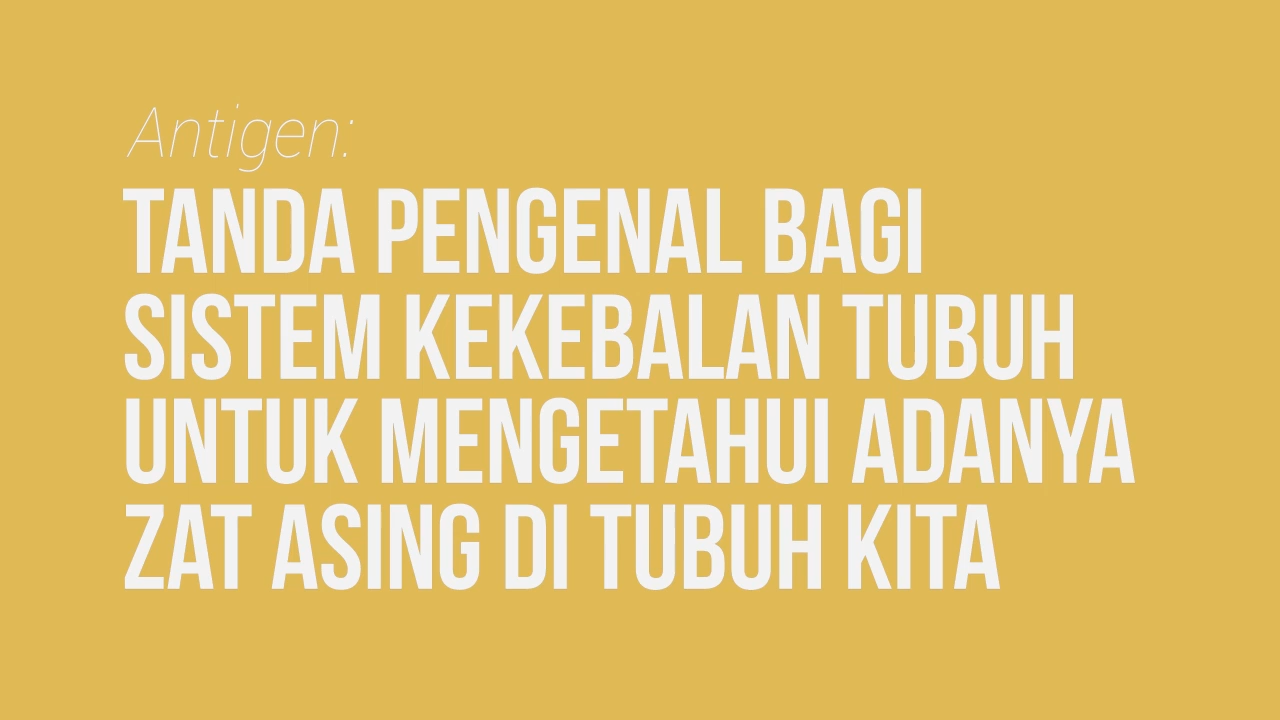 Antigen:
TANDA PENGENAL BAGI
SISTEM KEKEBALAN TUBUH
UNTUK MENGETAHUI ADANYA
ZAT ASING DI TUBUH KITA